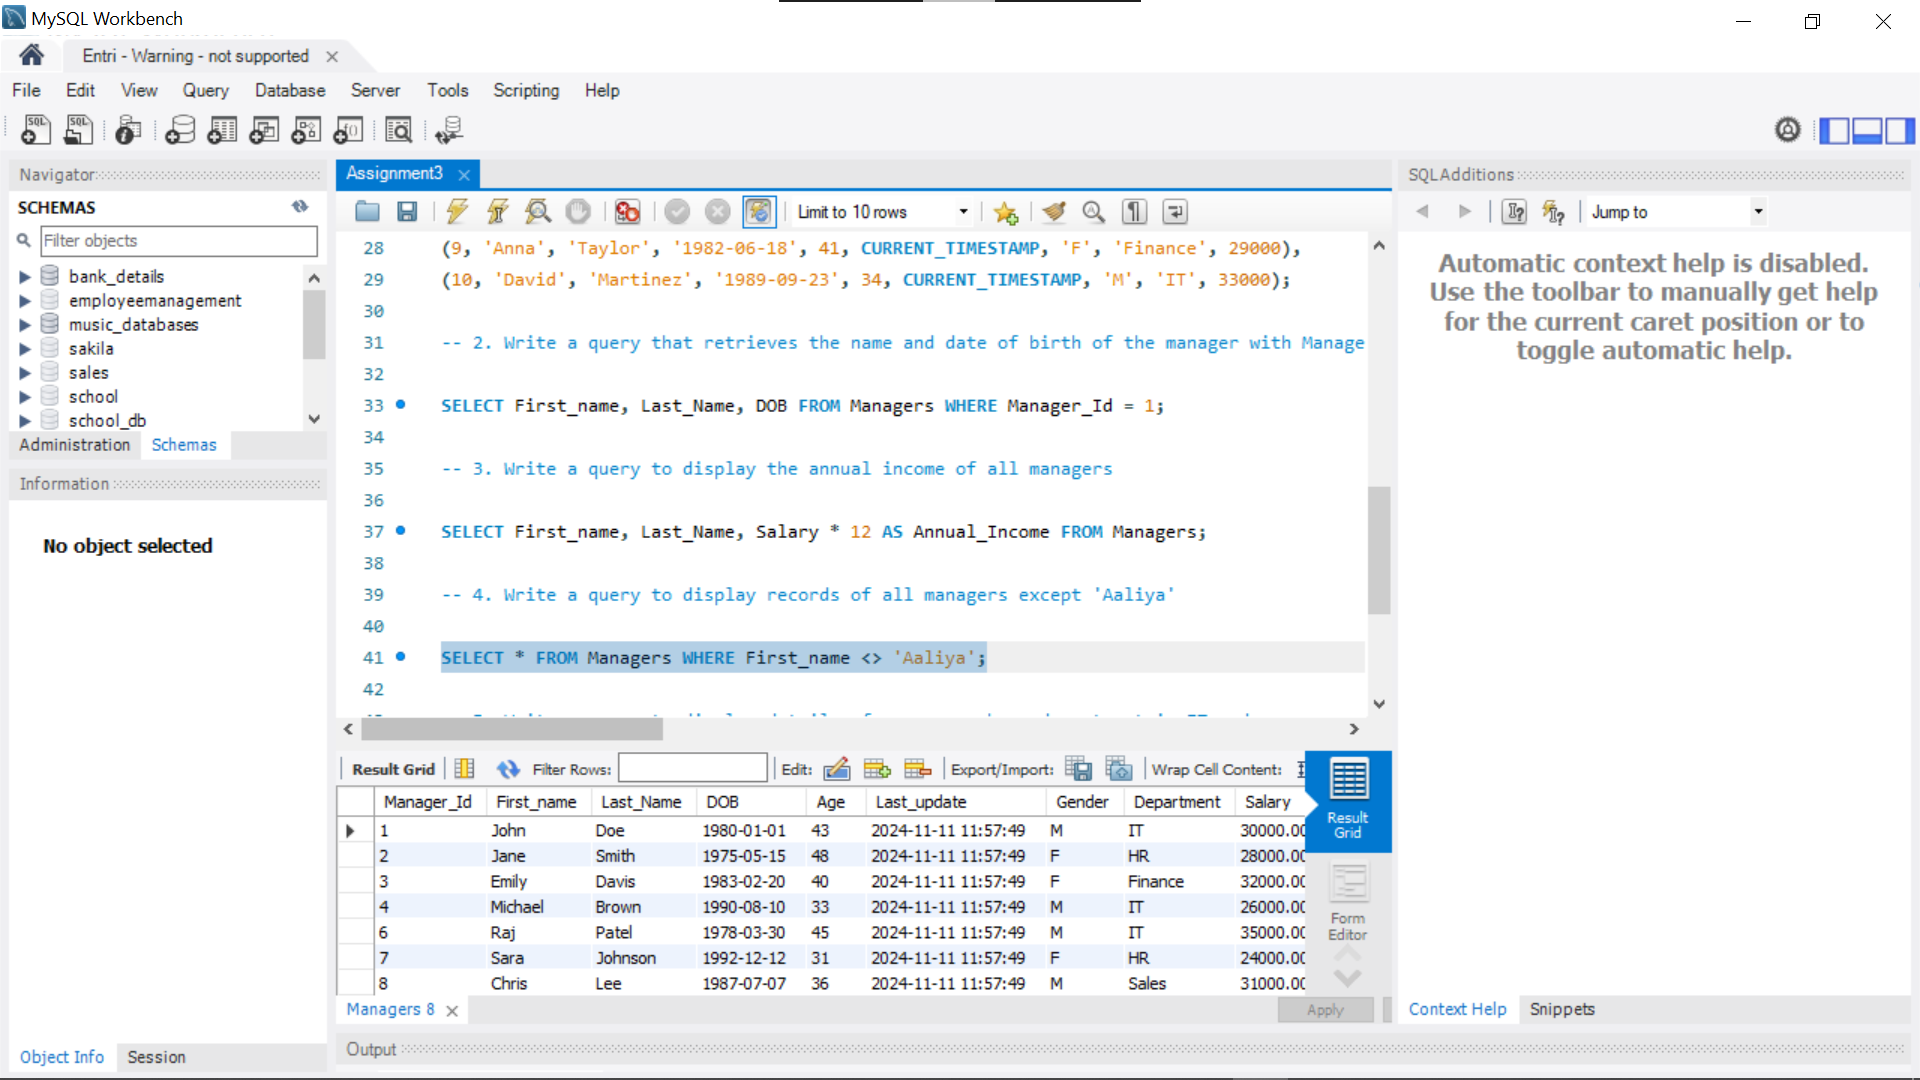 MySQL Workbench
Entri - Warning - not supported
File Edit View Query Database Server Tools Scripting Help
Navigator
SCHEMAS
Filter objects
bank_details
employeemanagement
music_databases
sakila
sales
school
school_db
Administration Schemas
Information
No object selected
Object Info Session
Assignment3
Limit to 10 rows
28 (9, 'Anna', 'Taylor', '1982-06-18', 41, CURRENT_TIMESTAMP, 'F', 'Finance', 29000),
29 (10, 'David', 'Martinez', '1989-09-23', 34, CURRENT_TIMESTAMP, 'M', 'IT', 33000);
30
31 -- 2. Write a query that retrieves the name and date of birth of the manager with Manage
32
33 SELECT First_name, Last_Name, DOB FROM Managers WHERE Manager_Id = 1;
34
35 -- 3. Write a query to display the annual income of all managers
36
37 SELECT First_name, Last_Name, Salary * 12 AS Annual_Income FROM Managers;
38
39 -- 4. Write a query to display records of all managers except 'Aaliya'
40
41 SELECT * FROM Managers WHERE First_name <> 'Aaliya';
42
Result Grid Filter Rows: Edit: Export/Import: Wrap Cell Content:
Manager_Id First_name Last_Name DOB Age Last_update Gender Department Salary
1 John Doe 1980-01-01 43 2024-11-11 11:57:49 M IT 30000.00
2 Jane Smith 1975-05-15 48 2024-11-11 11:57:49 F HR 28000.00
3 Emily Davis 1983-02-20 40 2024-11-11 11:57:49 F Finance 32000.00
4 Michael Brown 1990-08-10 33 2024-11-11 11:57:49 M IT 26000.00
6 Raj Patel 1978-03-30 45 2024-11-11 11:57:49 M IT 35000.00
7 Sara Johnson 1992-12-12 31 2024-11-11 11:57:49 F HR 24000.00
8 Chris Lee 1987-07-07 36 2024-11-11 11:57:49 M Sales 31000.00
Result
Grid
Form
Editor
Managers 8
Apply
Output
SQLAdditions
Jump to
Automatic context help is disabled.
Use the toolbar to manually get help
for the current caret position or to
toggle automatic help.
Context Help Snippets